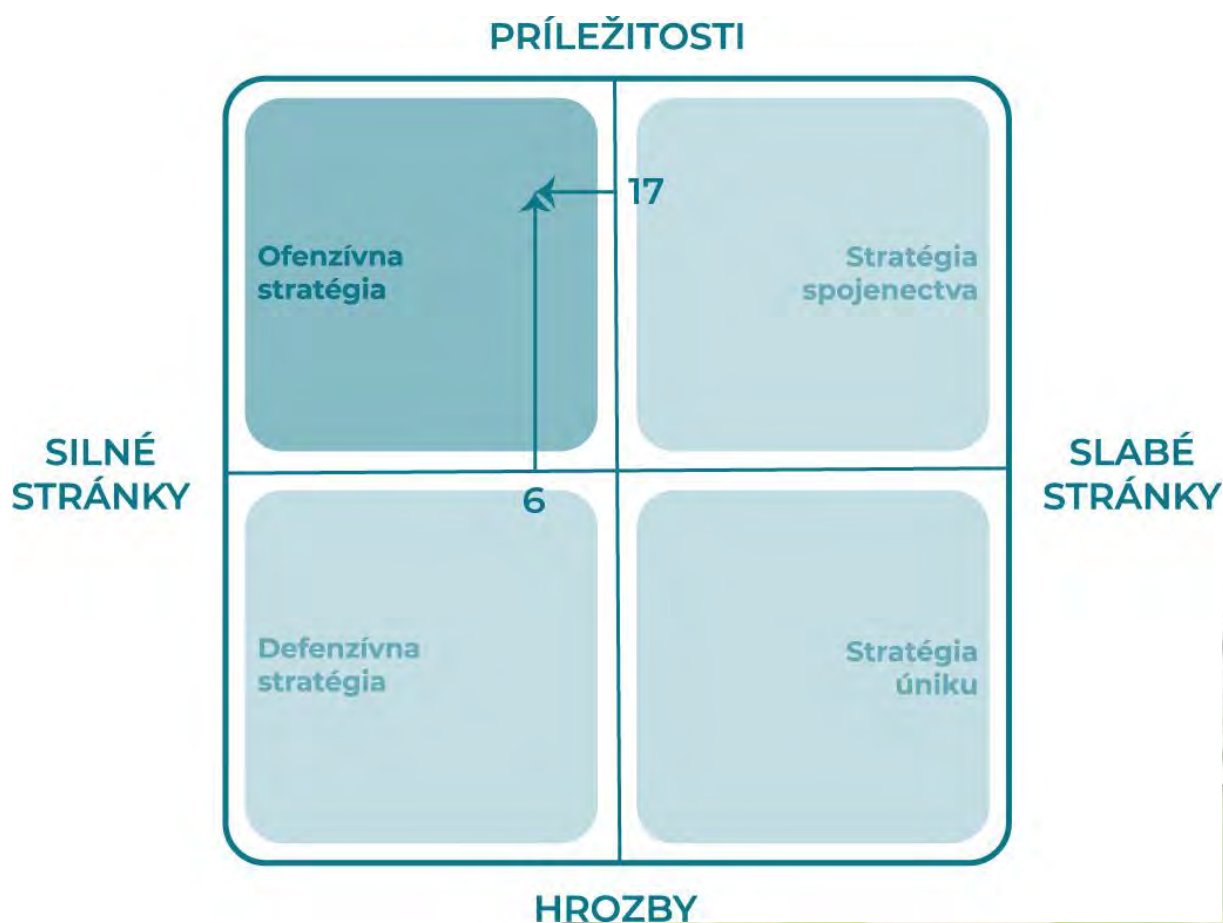 PRÍLEŽITOSTI
17
Ofenzívna
stratégia
Stratégia
spojenectva
SILNÉ
STRÁNKY
SLABÉ
STRÁNKY
6
Defenzívna
stratégia
Stratégia
úniku
HROZBY